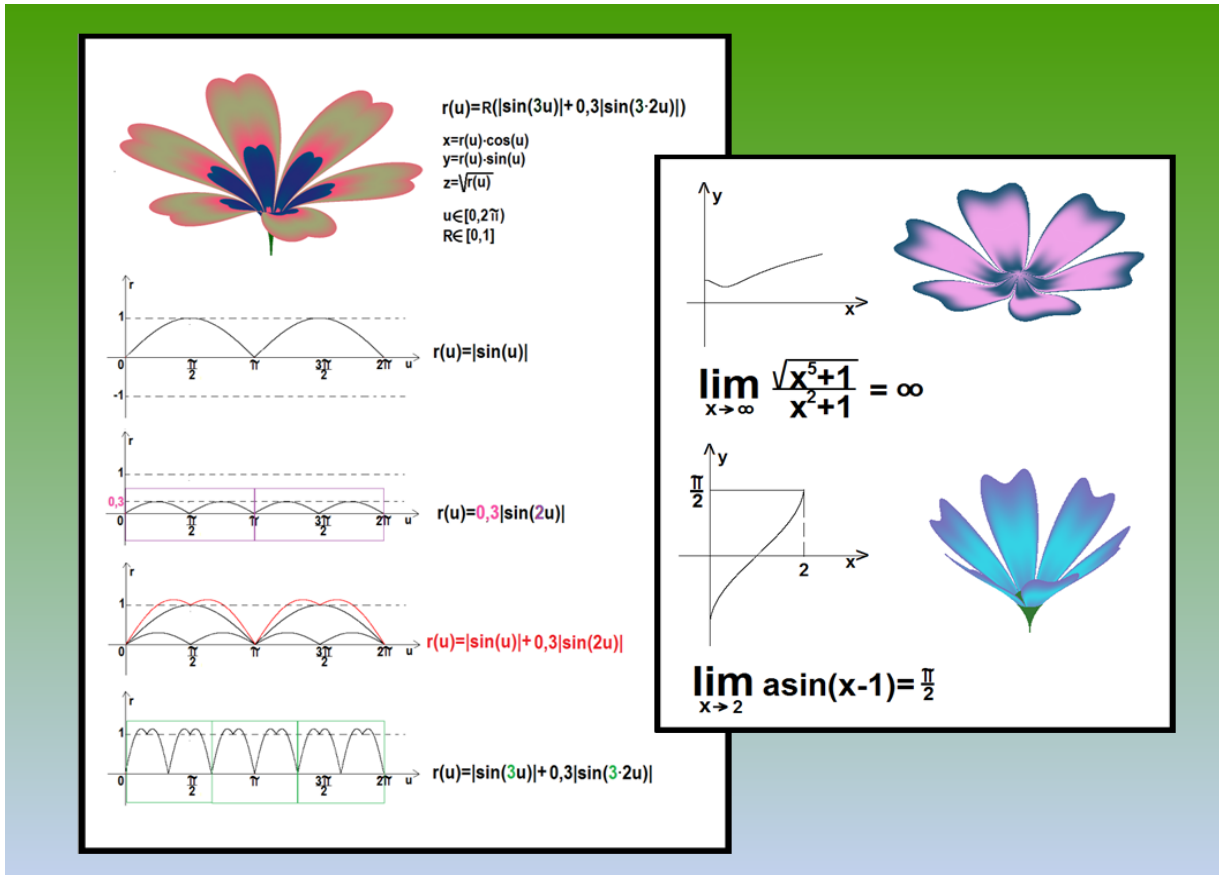 r(u)=R(|sin(3u)|+0,3|sin(3·2u)|)
x=r(u)·cos(u)
y=r(u)·sin(u)
z=√r(u)
u∈[0,2π)
R∈[0,1]
r
1
0
π/2
π
3π/2
2π
u
-1
r(u)=|sin(u)|
r
1
0,3
0
π/2
π
3π/2
2π
u
r(u)=0,3|sin(2u)|
r
1
0
π/2
π
3π/2
2π
u
r(u)=|sin(u)|+0,3|sin(2u)|
r
1
0
π/2
π
3π/2
2π
u
r(u)=|sin(3u)|+0,3|sin(3·2u)|
y
x
lim x→∞ √(x⁵+1)/(x²+1) = ∞
y
π/2
2
x
lim x→2 asin(x-1)=π/2